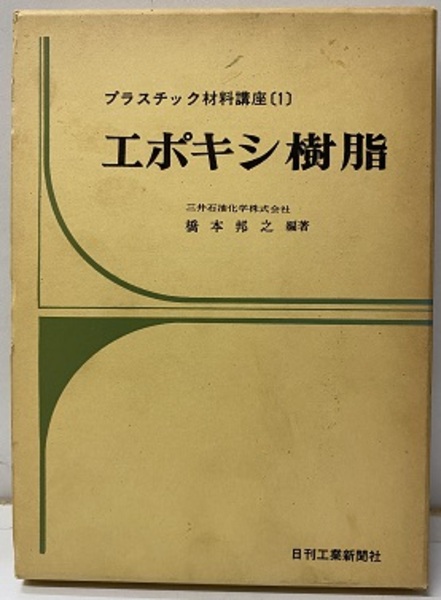 プラスチック材料講座〔1〕
エポキシ樹脂
三井石油化学株式会社
橋本邦之 編著
日刊工業新聞社